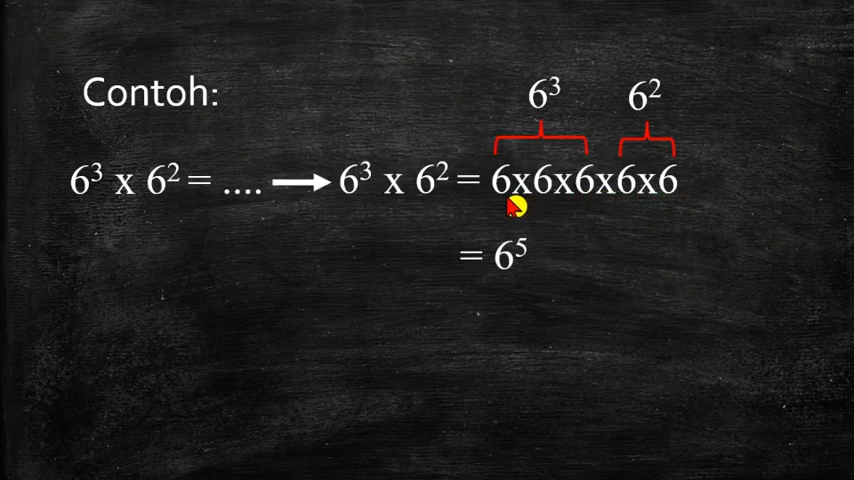 Contoh:
6³ 6²
6³ x 6² = .... 6³ x 6² = 6x6x6x6x6
= 6⁵